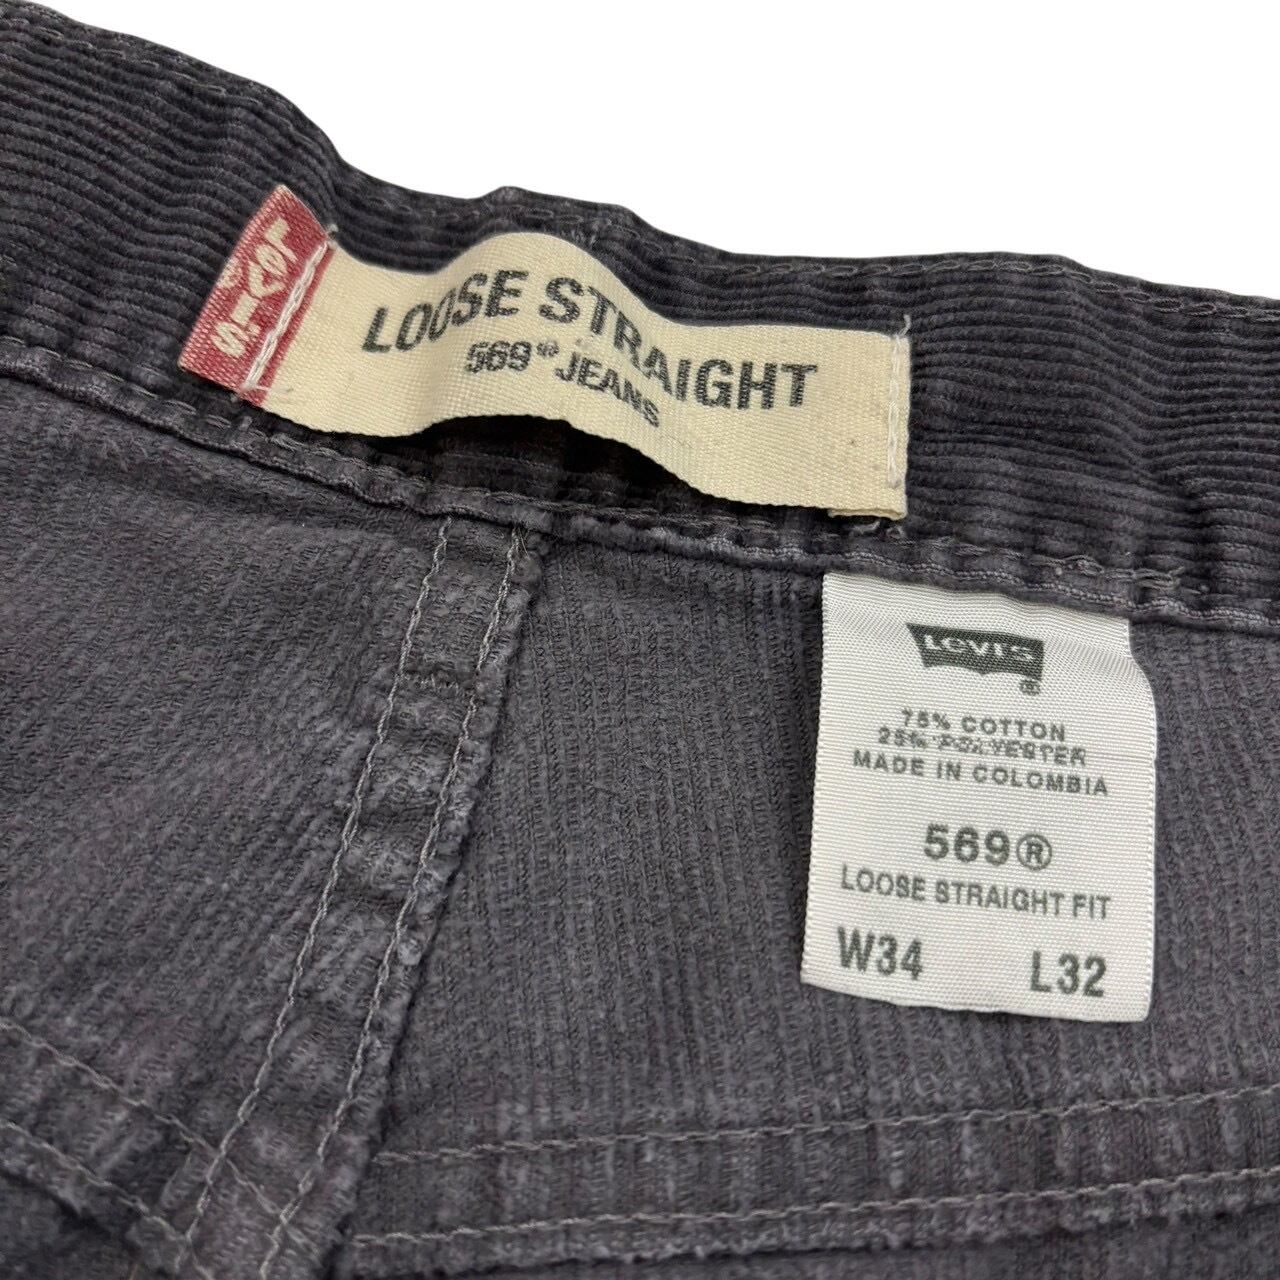 LEVI'S
LOOSE STRAIGHT
569® JEANS
Levi's
®
75% COTTON
25% POLYESTER
MADE IN COLOMBIA
569®
LOOSE STRAIGHT FIT
W34 L32